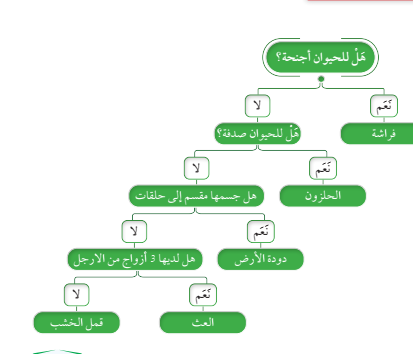 هَلْ للحيوان أجنحة؟
نَعَم
لا
فراشة
هَلْ للحيوان صدفة؟
نَعَم
لا
الحلزون
هل جسمها مقسم إلى حلقات
نَعَم
لا
دودة الأرض
هل لديها 3 أزواج من الارجل
نَعَم
لا
العث
قمل الخشب